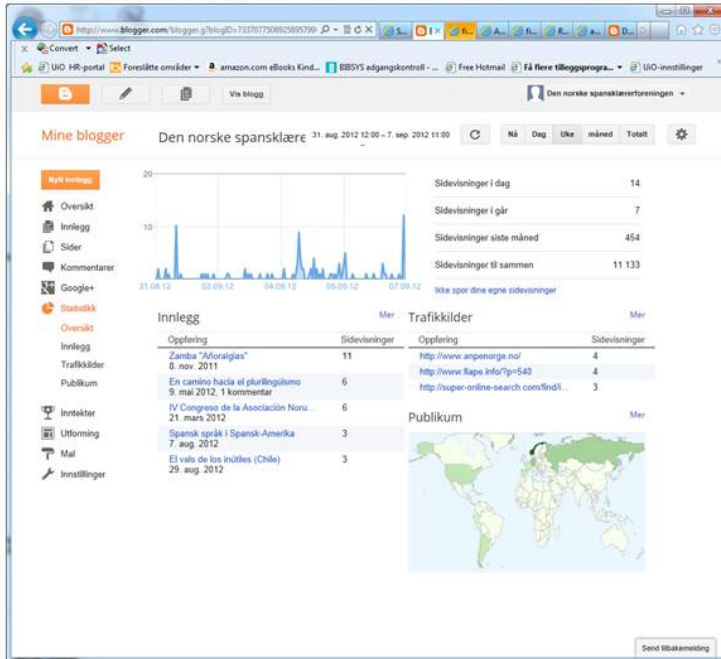 http://www.blogger.com/blogger.g?blogID=7337077508925895799
Convert Select
UiO HR-portal Foreslåtte områder amazon.com eBooks Kind... BIBSYS adgangskontroll - ... Free Hotmail Få flere tilleggsprogra... UiO-innstillinger
Vis blogg
Den norske spansklærerforeningen
Mine blogger
Den norske spansklære
31. aug. 2012 12:00 – 7. sep. 2012 11:00
Nå Dag Uke måned Totalt
Nytt innlegg
Oversikt
Innlegg
Sider
Kommentarer
Google+
Statistikk
Oversikt
Innlegg
Trafikkilder
Publikum
Inntekter
Utforming
Mal
Innstillinger
20
10
31.08.12 02.09.12 04.09.12 05.09.12 07.09.12
Sidevisninger i dag 14
Sidevisninger i går 7
Sidevisninger siste måned 454
Sidevisninger til sammen 11 133
Ikke spor dine egne sidevisninger
Innlegg Mer
Oppføring Sidevisninger
Zamba "Añoralgias" 11
8. nov. 2011
En camino hacia el plurilingüismo 6
9. mai 2012, 1 kommentar
IV Congreso de la Asociación Noru... 6
21. mars 2012
Spansk språk i Spansk-Amerika 3
7. aug. 2012
El vals de los inútiles (Chile) 3
29. aug. 2012
Trafikkilder Mer
Oppføring Sidevisninger
http://www.anpenorge.no/ 4
http://www.fiape.info/?p=540 4
http://super-online-search.com/find/i... 3
Publikum Mer
Send tilbakemelding